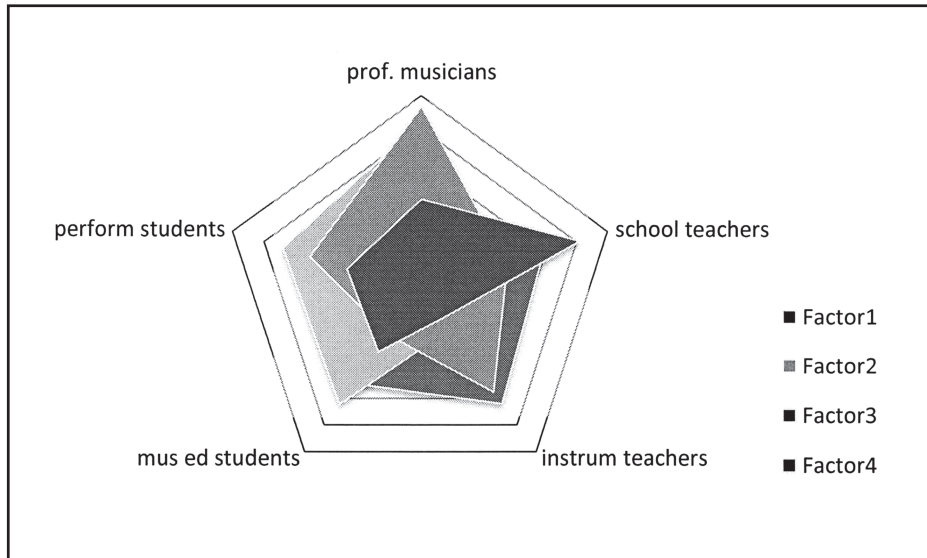 prof. musicians
perform students
school teachers
mus ed students
instrum teachers
Factor1
Factor2
Factor3
Factor4